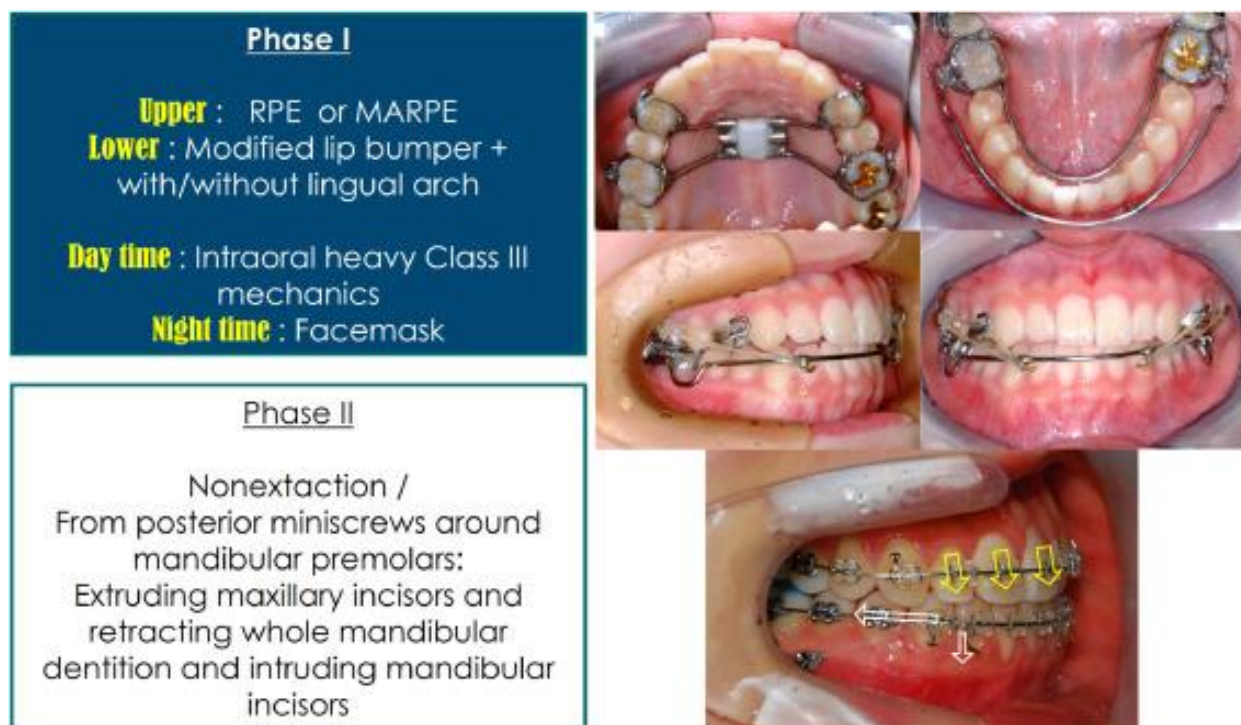 Phase I
Upper : RPE or MARPE
Lower : Modified lip bumper +
with/without lingual arch
Day time : Intraoral heavy Class III
mechanics
Night time : Facemask
Phase II
Nonextaction /
From posterior miniscrews around
mandibular premolars:
Extruding maxillary incisors and
retracting whole mandibular
dentition and intruding mandibular
incisors